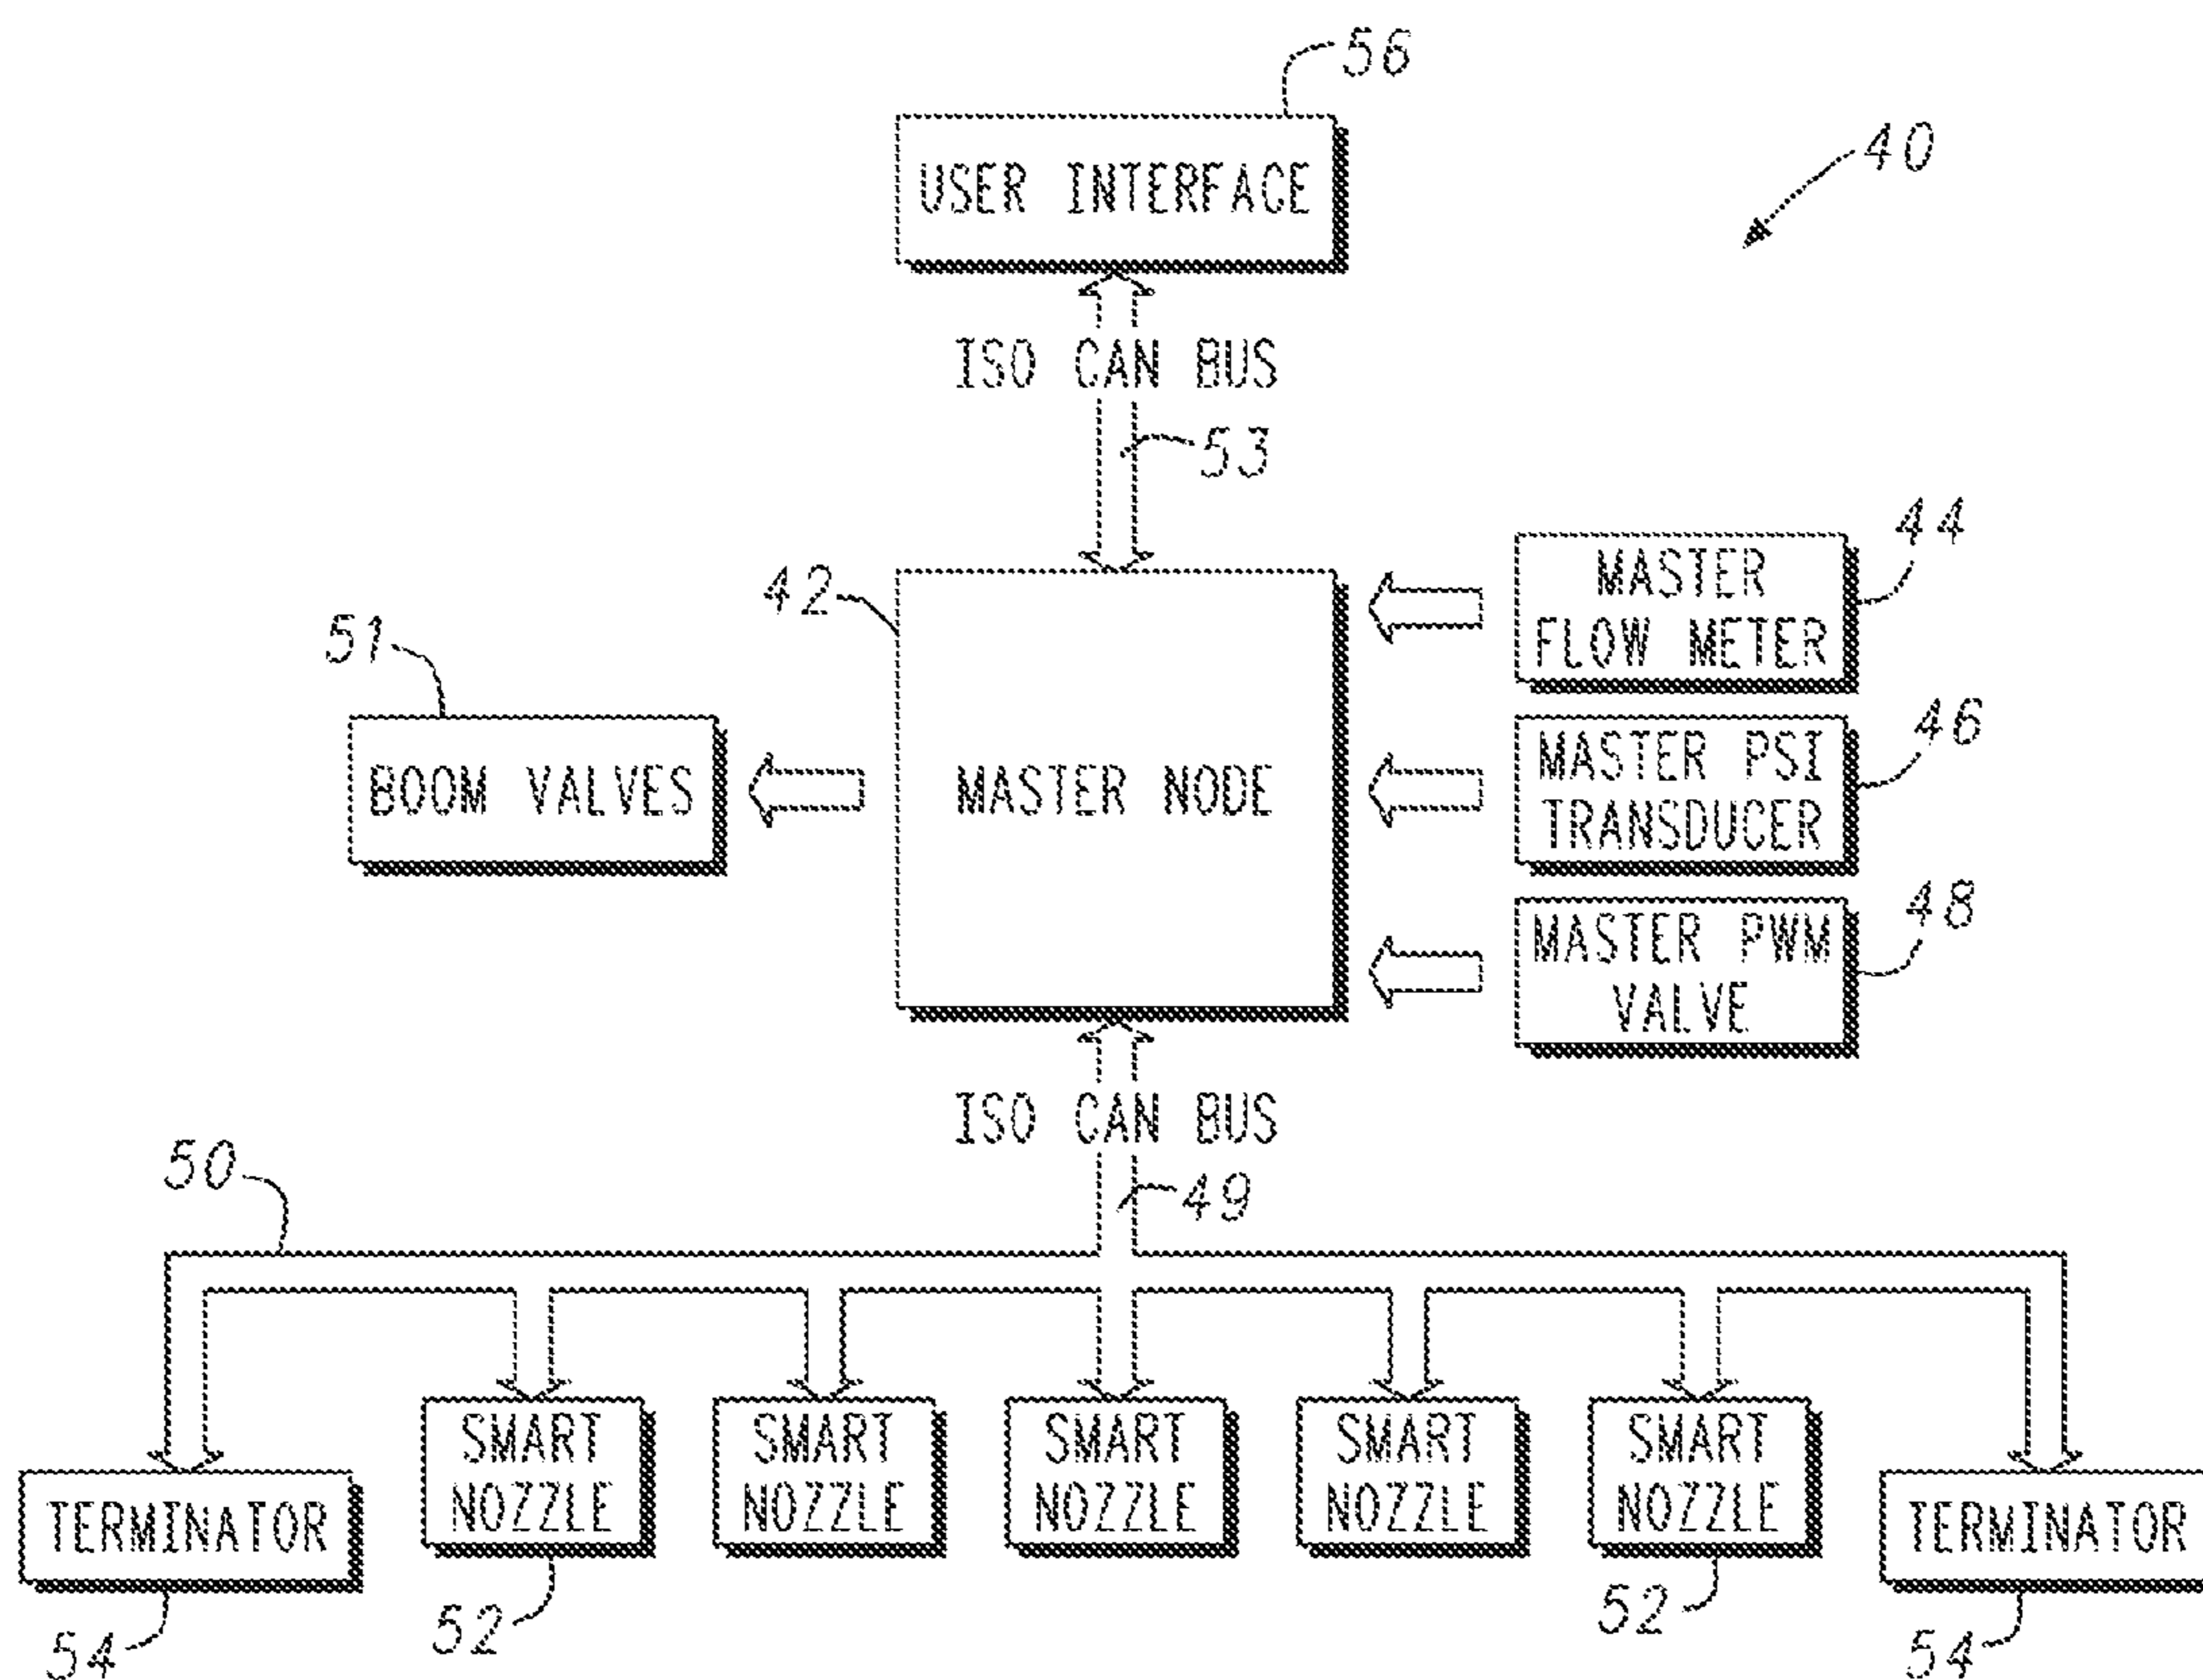 56
40
USER INTERFACE
ISO CAN BUS
53
44
42
MASTER
FLOW METER
51
46
BOOM VALVES
MASTER NODE
MASTER PSI
TRANSDUCER
48
MASTER PWM
VALVE
ISO CAN BUS
50
49
SMART
NOZZLE
SMART
NOZZLE
SMART
NOZZLE
SMART
NOZZLE
SMART
NOZZLE
TERMINATOR
TERMINATOR
54
52
52
54